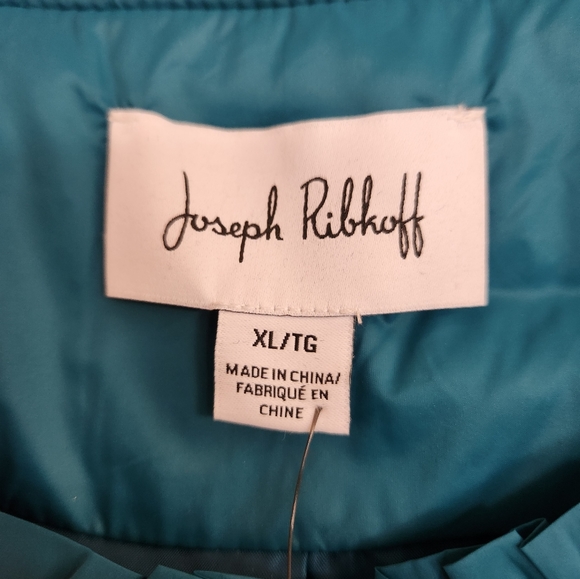 Joseph Ribkoff
XL/TG
MADE IN CHINA/
FABRIQUÉ EN
CHINE